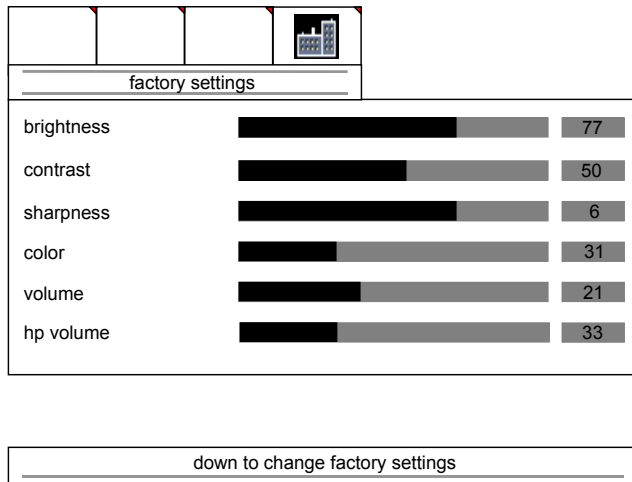 factory settings
brightness 77
contrast 50
sharpness 6
color 31
volume 21
hp volume 33
down to change factory settings